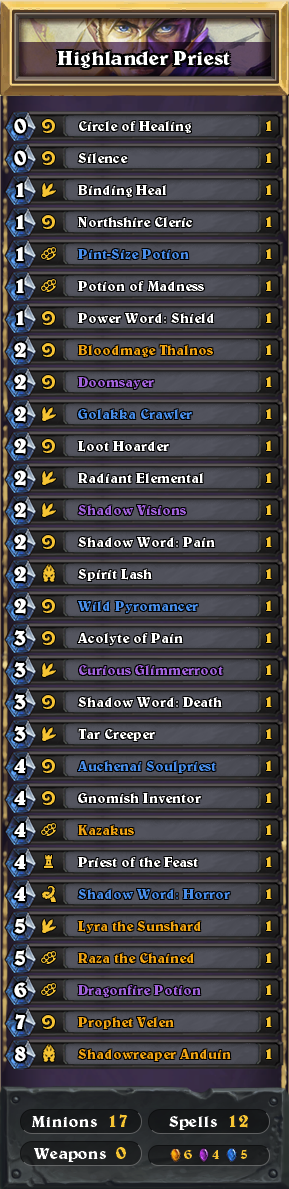 Highlander Priest
0 Circle of Healing 1
0 Silence 1
1 Binding Heal 1
1 Northshire Cleric 1
1 Pint-Size Potion 1
1 Potion of Madness 1
1 Power Word: Shield 1
2 Bloodmage Thalnos 1
2 Doomsayer 1
2 Golakka Crawler 1
2 Loot Hoarder 1
2 Radiant Elemental 1
2 Shadow Visions 1
2 Shadow Word: Pain 1
2 Spirit Lash 1
2 Wild Pyromancer 1
3 Acolyte of Pain 1
3 Curious Glimmerroot 1
3 Shadow Word: Death 1
3 Tar Creeper 1
4 Auchenai Soulpriest 1
4 Gnomish Inventor 1
4 Kazakus 1
4 Priest of the Feast 1
4 Shadow Word: Horror 1
5 Lyra the Sunshard 1
5 Raza the Chained 1
6 Dragonfire Potion 1
7 Prophet Velen 1
8 Shadowreaper Anduin 1
Minions 17 Spells 12
Weapons 0 6 4 5